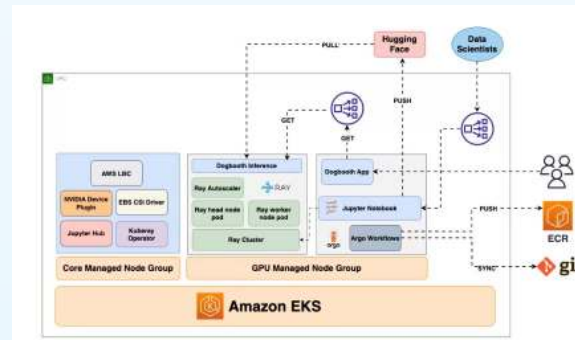 Hugging
Face
Data
Scientists
PULL
PUSH
GET
GET
Dogbooth Inference
Ray Autoscaler
RAY
Ray head node
pod
Ray worker
node pod
Ray Cluster
Dogbooth App
Jupyter Notebook
argo
Argo Workflows
AWS LBC
NVIDIA Device
Plugin
EBS CSI Driver
Jupyter Hub
Kuberay
Operator
Core Managed Node Group
GPU Managed Node Group
PUSH
ECR
SYNC
gi
Amazon EKS